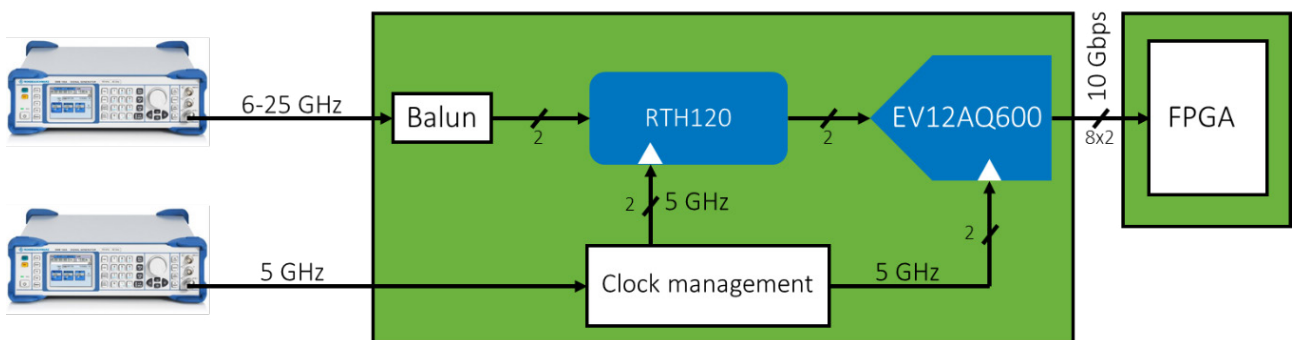 6-25 GHz
Balun
2
RTH120
2
EV12AQ600
10 Gbps
8x2
FPGA
2
5 GHz
2
5 GHz
Clock management
5 GHz